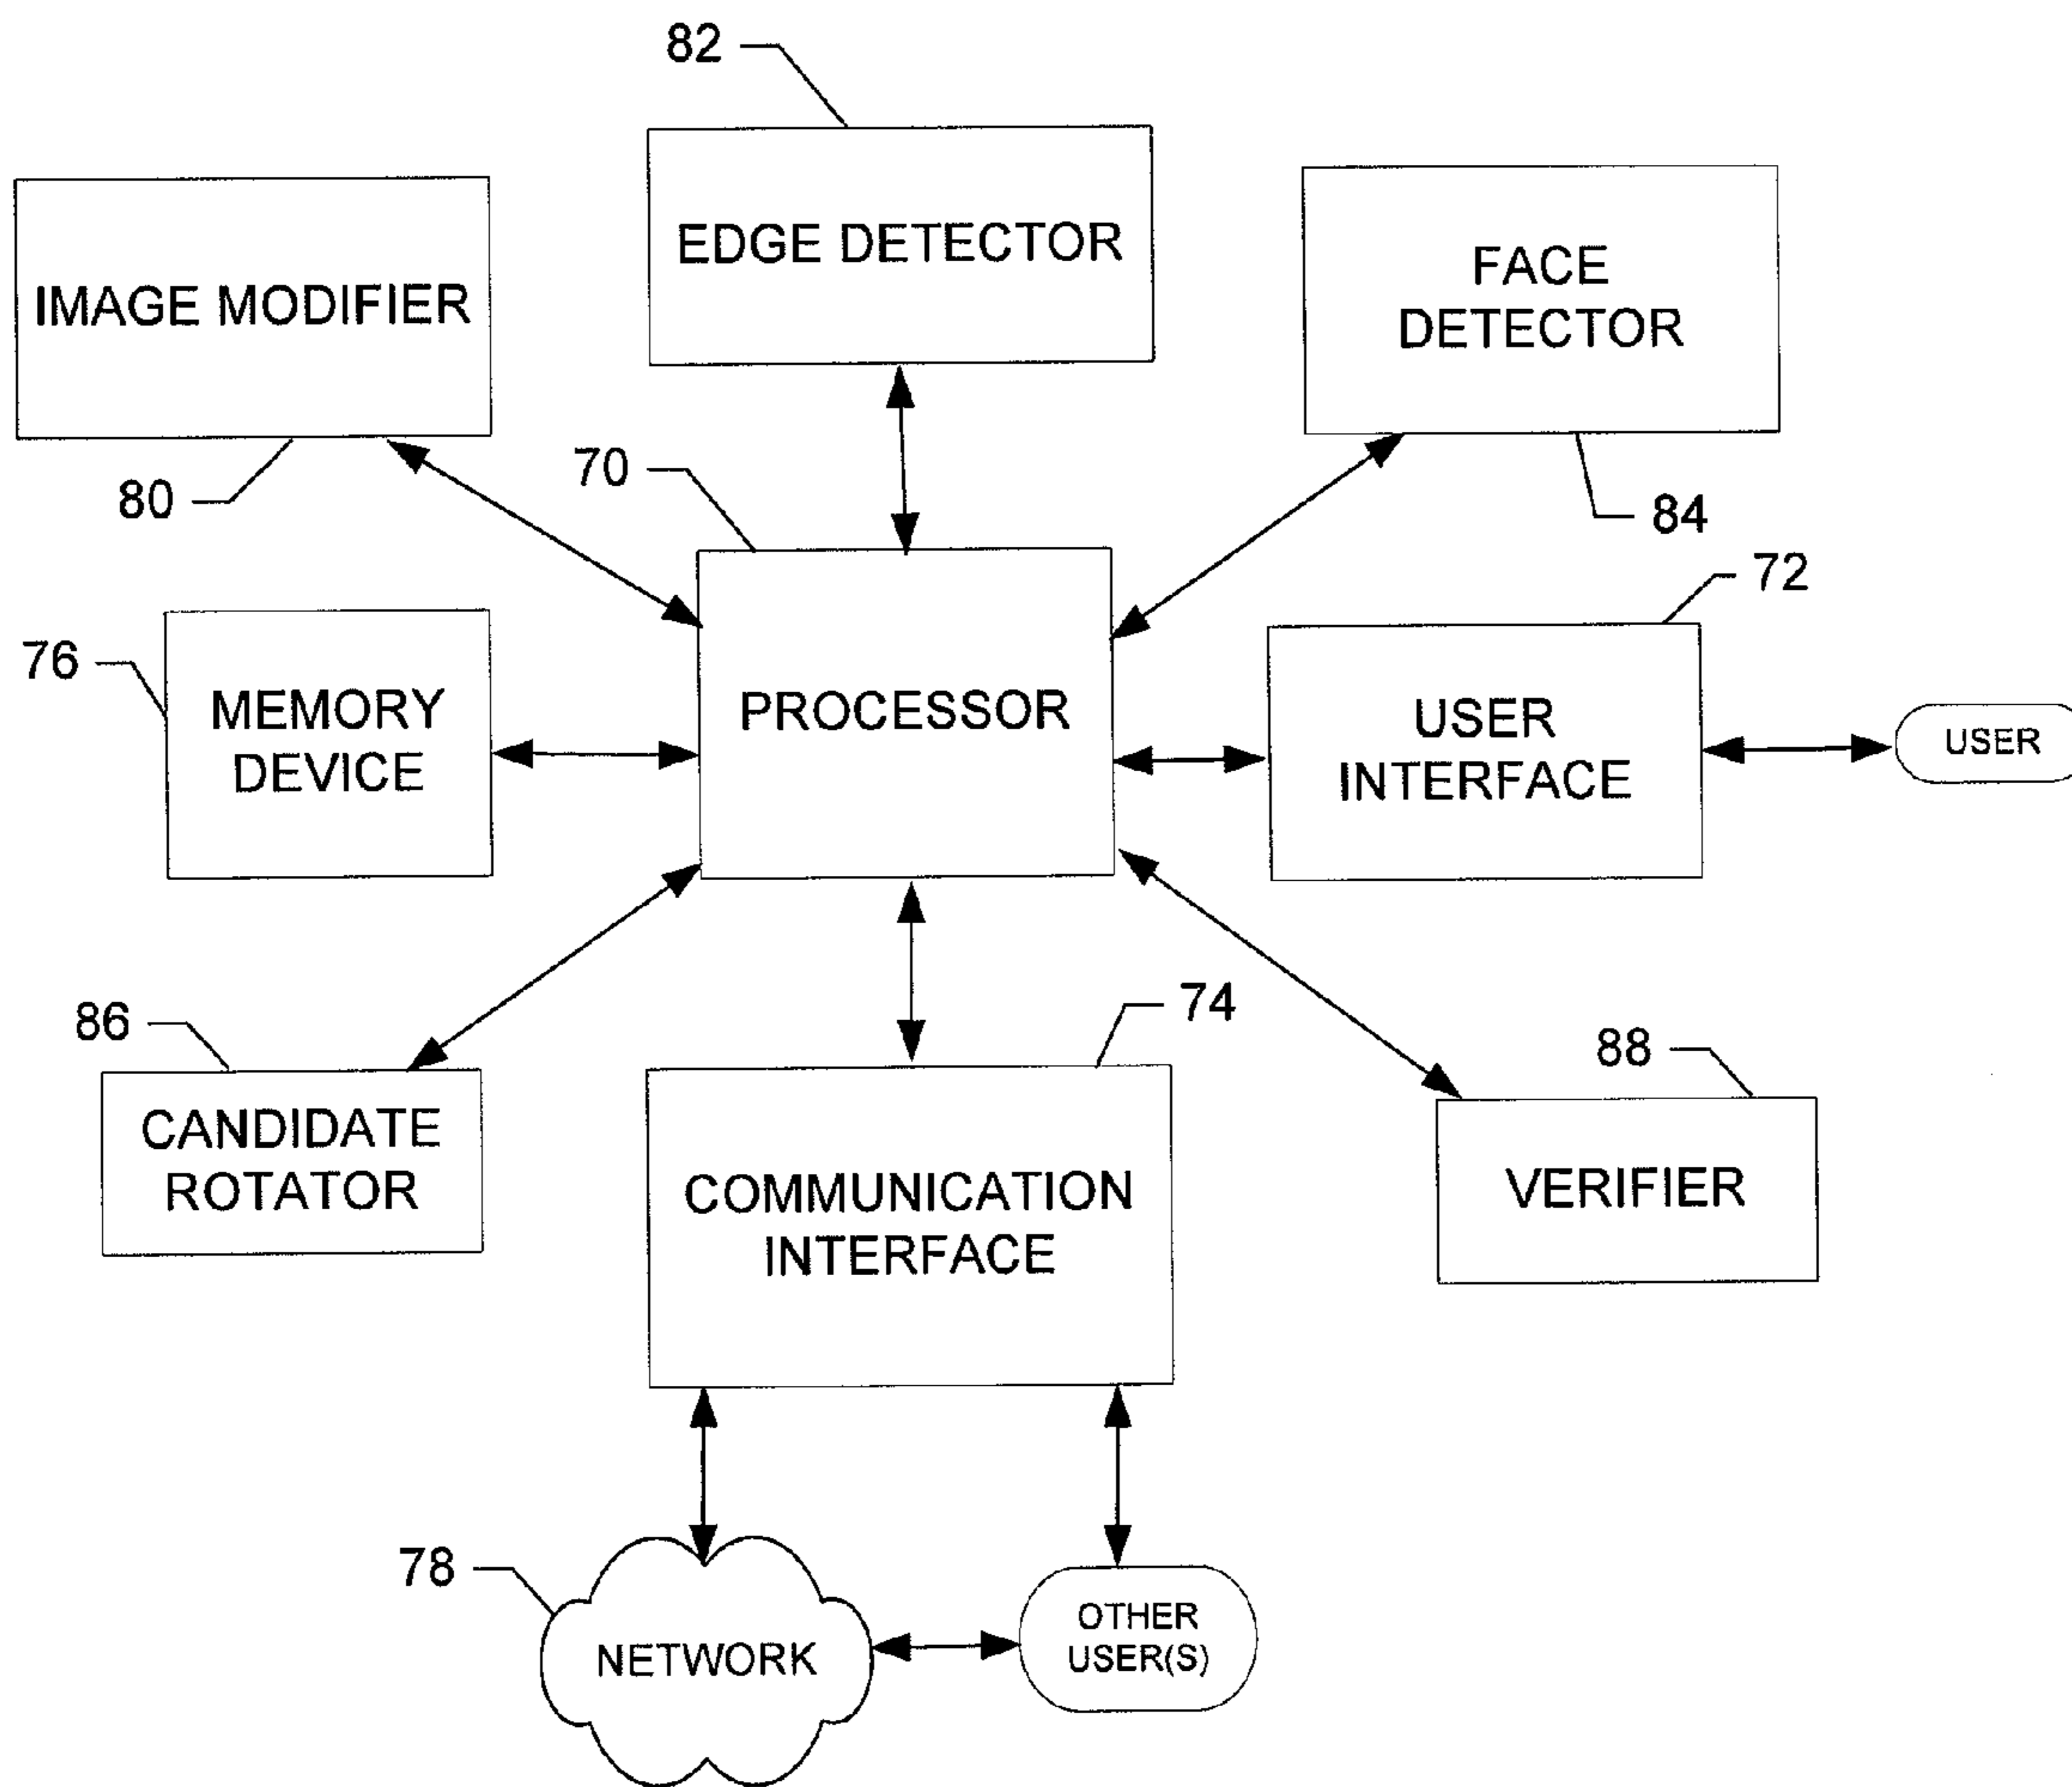 82
IMAGE MODIFIER
EDGE DETECTOR
FACE
DETECTOR
80
70
84
72
76
MEMORY
DEVICE
PROCESSOR
USER
INTERFACE
USER
86
74
88
CANDIDATE
ROTATOR
COMMUNICATION
INTERFACE
VERIFIER
78
NETWORK
OTHER
USER(S)